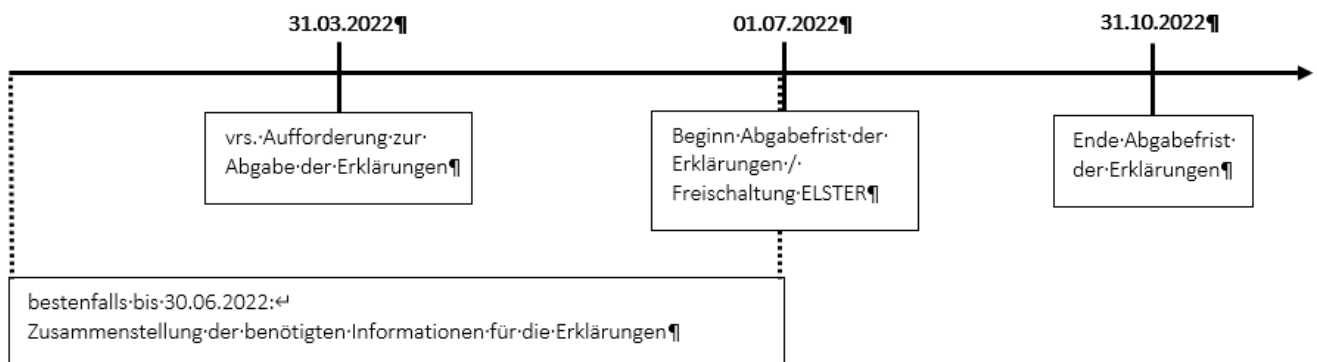 31.03.2022¶
01.07.2022¶
31.10.2022¶
vrs.·Aufforderung·zur·
Abgabe·der·Erklärungen¶
Beginn·Abgabefrist·der·
Erklärungen·/·
Freischaltung·ELSTER¶
Ende·Abgabefrist·
der·Erklärungen¶
bestenfalls·bis·30.06.2022:↵
Zusammenstellung·der·benötigten·Informationen·für·die·Erklärungen¶